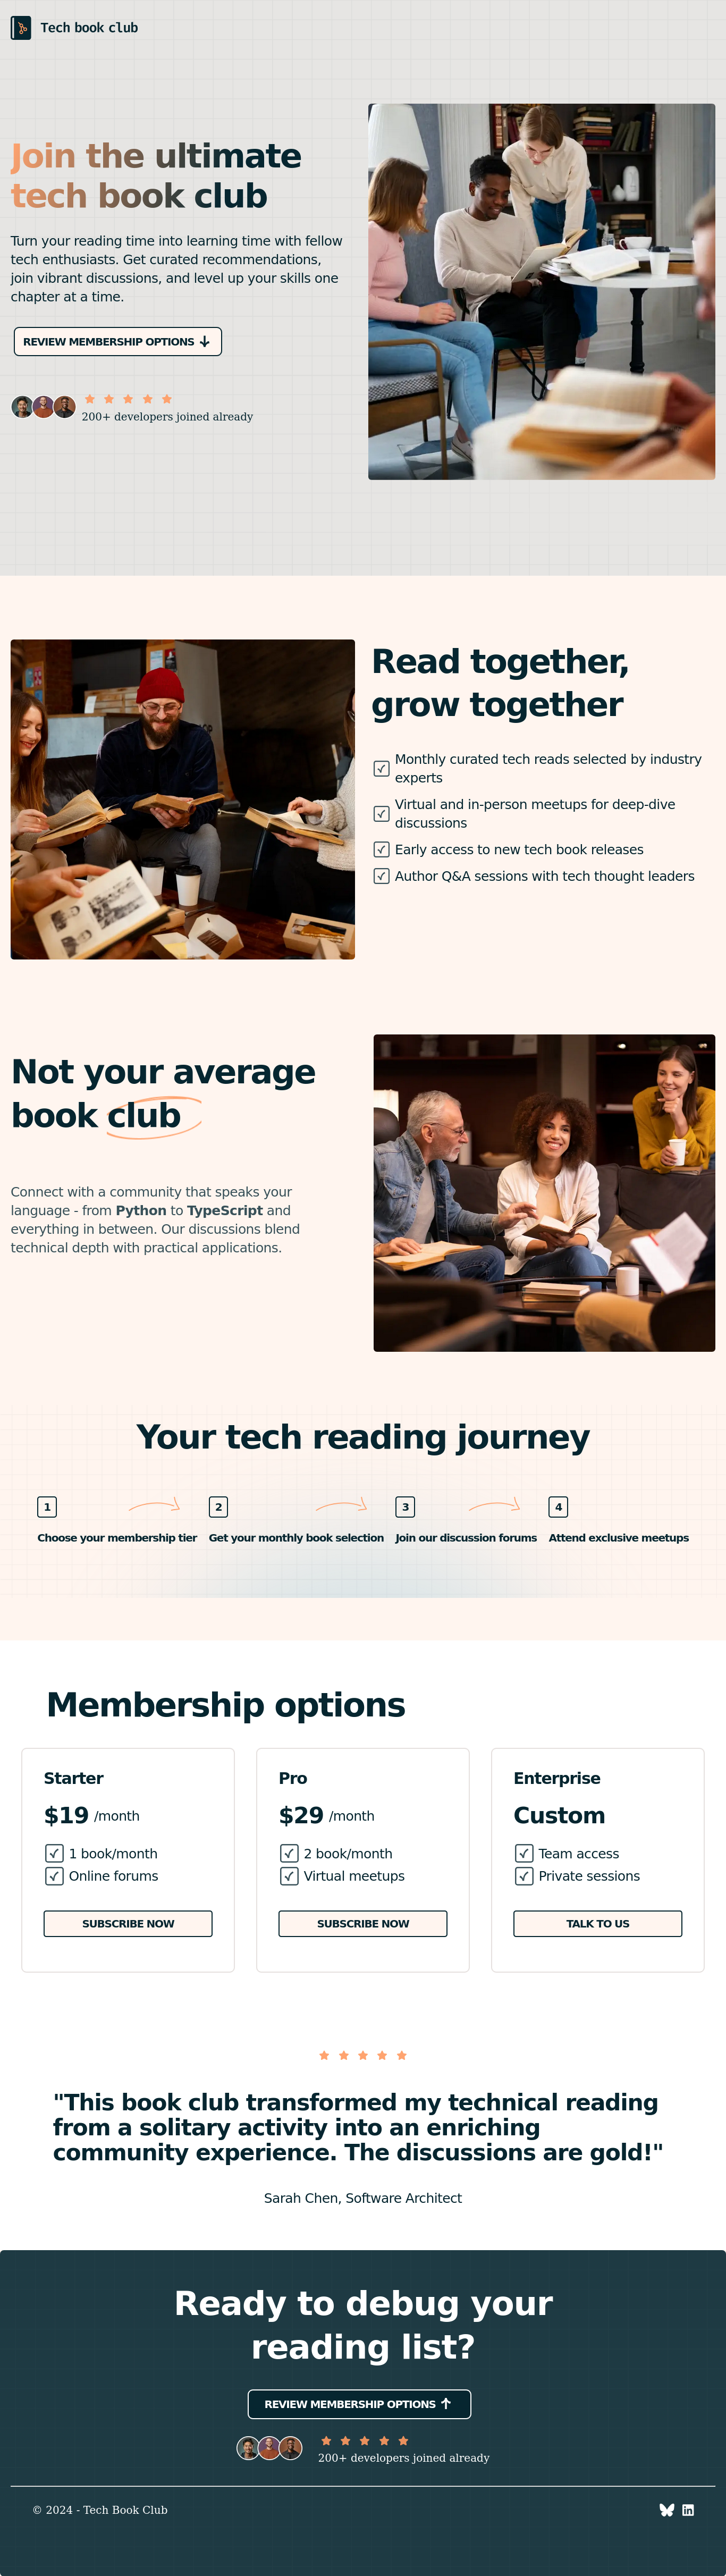 Tech book club
Join the ultimate
tech book club
Turn your reading time into learning time with fellow
tech enthusiasts. Get curated recommendations,
join vibrant discussions, and level up your skills one
chapter at a time.
REVIEW MEMBERSHIP OPTIONS
200+ developers joined already
Read together,
grow together
Monthly curated tech reads selected by industry
experts
Virtual and in-person meetups for deep-dive
discussions
Early access to new tech book releases
Author Q&A sessions with tech thought leaders
Not your average
book club
Connect with a community that speaks your
language - from Python to TypeScript and
everything in between. Our discussions blend
technical depth with practical applications.
Your tech reading journey
1
Choose your membership tier
2
Get your monthly book selection
3
Join our discussion forums
4
Attend exclusive meetups
Membership options
Starter
$19 /month
1 book/month
Online forums
SUBSCRIBE NOW
Pro
$29 /month
2 book/month
Virtual meetups
SUBSCRIBE NOW
Enterprise
Custom
Team access
Private sessions
TALK TO US
"This book club transformed my technical reading
from a solitary activity into an enriching
community experience. The discussions are gold!"
Sarah Chen, Software Architect
Ready to debug your
reading list?
REVIEW MEMBERSHIP OPTIONS
200+ developers joined already
© 2024 - Tech Book Club
in